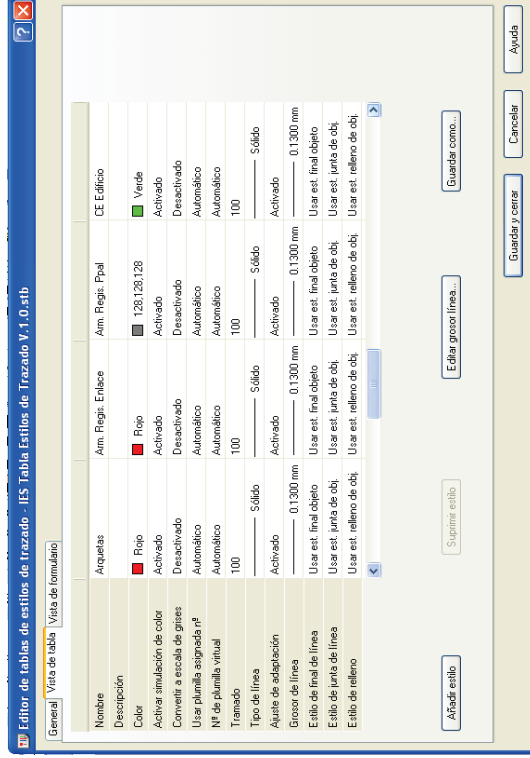 Editor de tablas de estilos de trazado - IES Tabla Estilos de Trazado V.1.0.stb
General Vista de tabla Vista de formulario
Nombre Arquetas Arm. Regis. Enlace Arm. Regis. Ppal CE Edificio
Descripción
Color Rojo Rojo 128,128,128 Verde
Activar simulación de color Activado Activado Activado Activado
Convertir a escala de grises Desactivado Desactivado Desactivado Desactivado
Usar plumilla asignada nº Automático Automático Automático Automático
Nº de plumilla virtual Automático Automático Automático Automático
Tramado 100 100 100 100
Tipo de línea Sólido Sólido Sólido Sólido
Ajuste de adaptación Activado Activado Activado Activado
Grosor de línea 0.1300 mm 0.1300 mm 0.1300 mm 0.1300 mm
Estilo de final de línea Usar est. final objeto Usar est. final objeto Usar est. final objeto Usar est. final objeto
Estilo de junta de línea Usar est. junta de obj. Usar est. junta de obj. Usar est. junta de obj. Usar est. junta de obj.
Estilo de relleno Usar est. relleno de obj. Usar est. relleno de obj. Usar est. relleno de obj. Usar est. relleno de obj.
Añadir estilo Suprimir estilo Editar grosor línea... Guardar como...
Guardar y cerrar Cancelar Ayuda